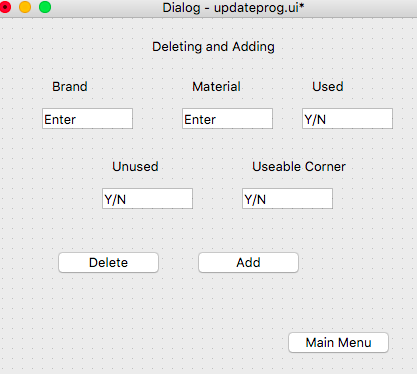 Dialog - updateprog.ui*
Deleting and Adding
Brand Material Used
Enter Enter Y/N
Unused Useable Corner
Y/N Y/N
Delete Add
Main Menu